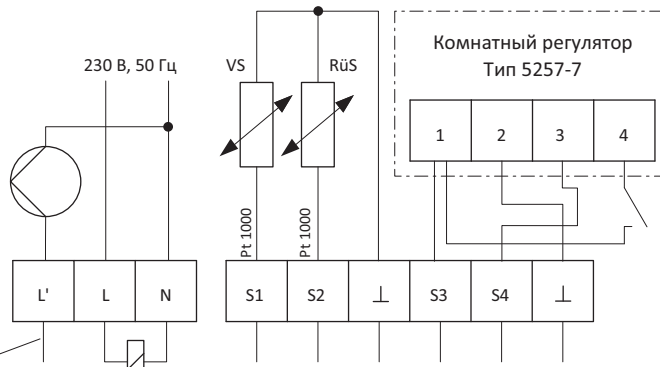 Комнатный регулятор
Тип 5257-7
230 В, 50 Гц
VS
RüS
1
2
3
4
Pt 1000
Pt 1000
L'
L
N
S1
S2
⊥
S3
S4
⊥